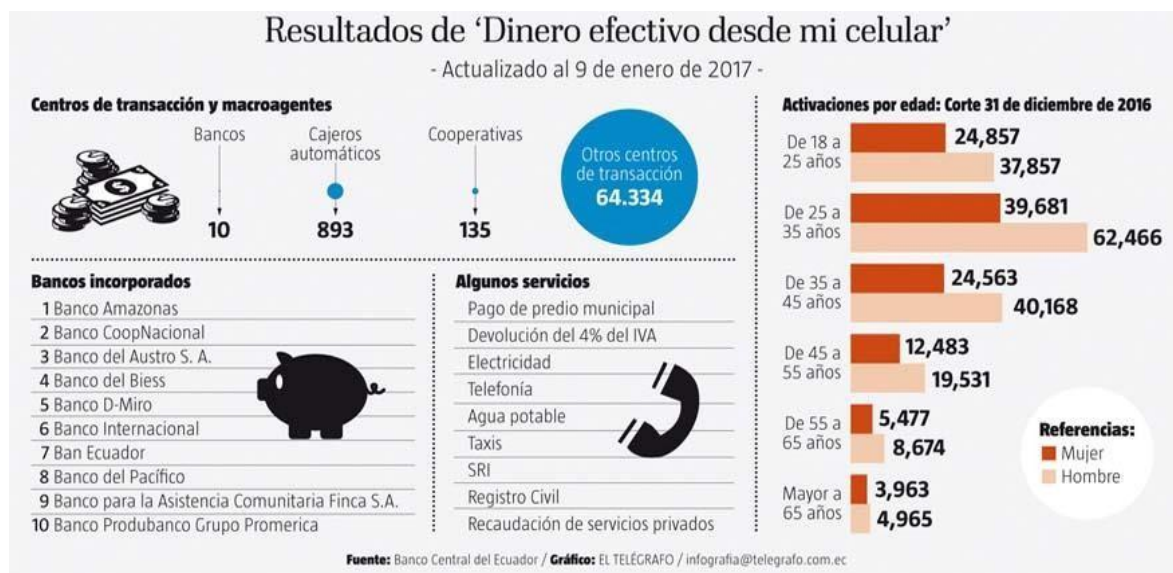 Resultados de ‘Dinero efectivo desde mi celular’
- Actualizado al 9 de enero de 2017 -
Centros de transacción y macroagentes
Bancos
10
Cajeros
automáticos
893
Cooperativas
135
Otros centros
de transacción
64.334
Bancos incorporados
1 Banco Amazonas
2 Banco CoopNacional
3 Banco del Austro S. A.
4 Banco del Biess
5 Banco D-Miro
6 Banco Internacional
7 Ban Ecuador
8 Banco del Pacífico
9 Banco para la Asistencia Comunitaria Finca S.A.
10 Banco Produbanco Grupo Promerica
Algunos servicios
Pago de predio municipal
Devolución del 4% del IVA
Electricidad
Telefonía
Agua potable
Taxis
SRI
Registro Civil
Recaudación de servicios privados
Activaciones por edad: Corte 31 de diciembre de 2016
De 18 a
25 años
24,857
37,857
De 25 a
35 años
39,681
62,466
De 35 a
45 años
24,563
40,168
De 45 a
55 años
12,483
19,531
De 55 a
65 años
5,477
8,674
Mayor a
65 años
3,963
4,965
Referencias:
Mujer
Hombre
Fuente: Banco Central del Ecuador / Gráfico: EL TELÉGRAFO / infografia@telegrafo.com.ec